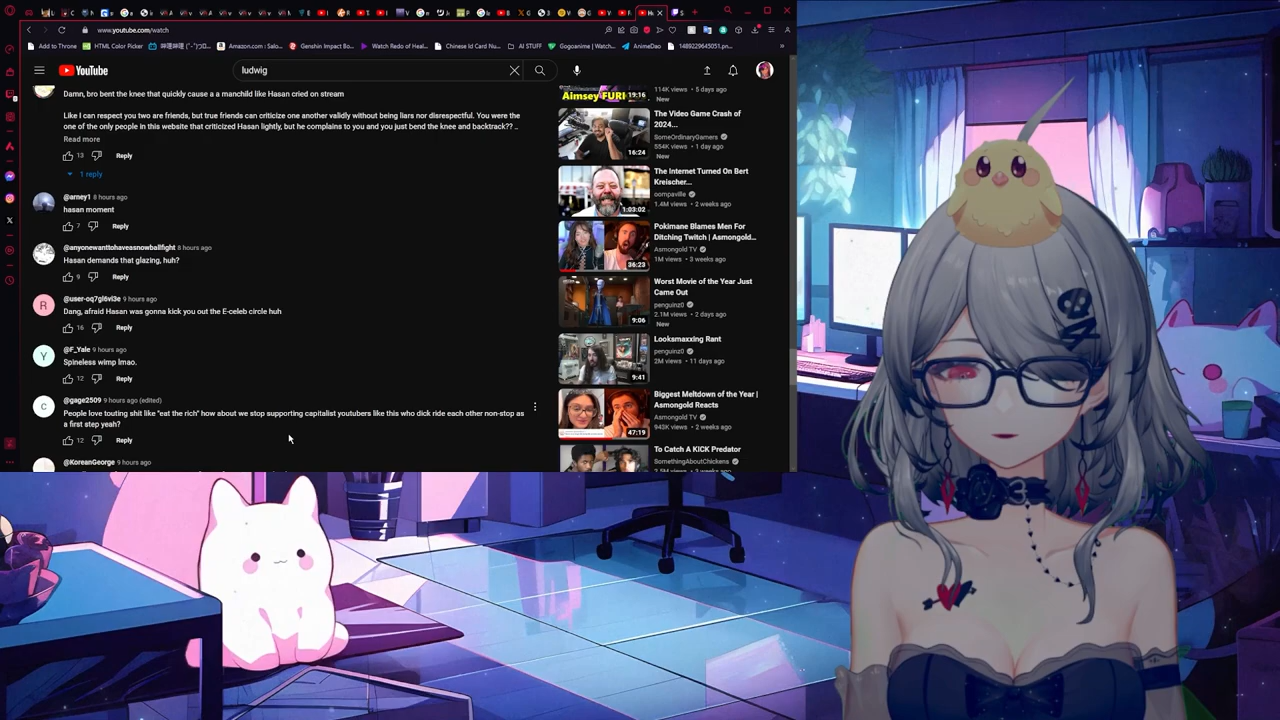 www.youtube.com/watch
Add to Throne
HTML Color Picker
Amazon.com : Salo...
Genshin Impact Bo...
Watch Redo of Heal...
Chinese Id Card Nu...
AI STUFF
Gogoanime | Watch...
AnimeDao
1489229645051.pn...
YouTube
ludwig
Damn, bro bent the knee that quickly cause a a manchild like Hasan cried on stream
Like I can respect you two are friends, but true friends can criticize one another validly without being liars nor disrespectful. You were the
one of the only people in this website that criticized Hasan lightly, but he complains to you and you just bend the knee and backtrack?? ..
Read more
13 Reply
1 reply
@arney1 8 hours ago
hasan moment
7 Reply
@anyonewanttohaveasnowballfight 8 hours ago
Hasan demands that glazing, huh?
9 Reply
R
@user-oq7gl6vl3e 9 hours ago
Dang, afraid Hasan was gonna kick you out the E-celeb circle huh
16 Reply
Y
@F_Yale 9 hours ago
Spineless wimp lmao.
12 Reply
C
@gage2509 9 hours ago (edited)
People love touting shit like "eat the rich" how about we stop supporting capitalist youtubers like this who dick ride each other non-stop as
a first step yeah?
12 Reply
@KoreanGeorge 9 hours ago
Aimsey FURI
19:16
114K views • 5 days ago
New
16:24
The Video Game Crash of
2024...
SomeOrdinaryGamers
554K views • 1 day ago
New
1:03:02
The Internet Turned On Bert
Kreischer...
oompaville
1.4M views • 2 weeks ago
36:23
Pokimane Blames Men For
Ditching Twitch | Asmongold...
Asmongold TV
1M views • 3 weeks ago
9:06
Worst Movie of the Year Just
Came Out
penguinz0
2.1M views • 2 days ago
New
9:41
Looksmaxxing Rant
penguinz0
2M views • 11 days ago
47:19
Biggest Meltdown of the Year |
Asmongold Reacts
Asmongold TV
945K views • 2 weeks ago
To Catch A KICK Predator
SomethingAboutChickens